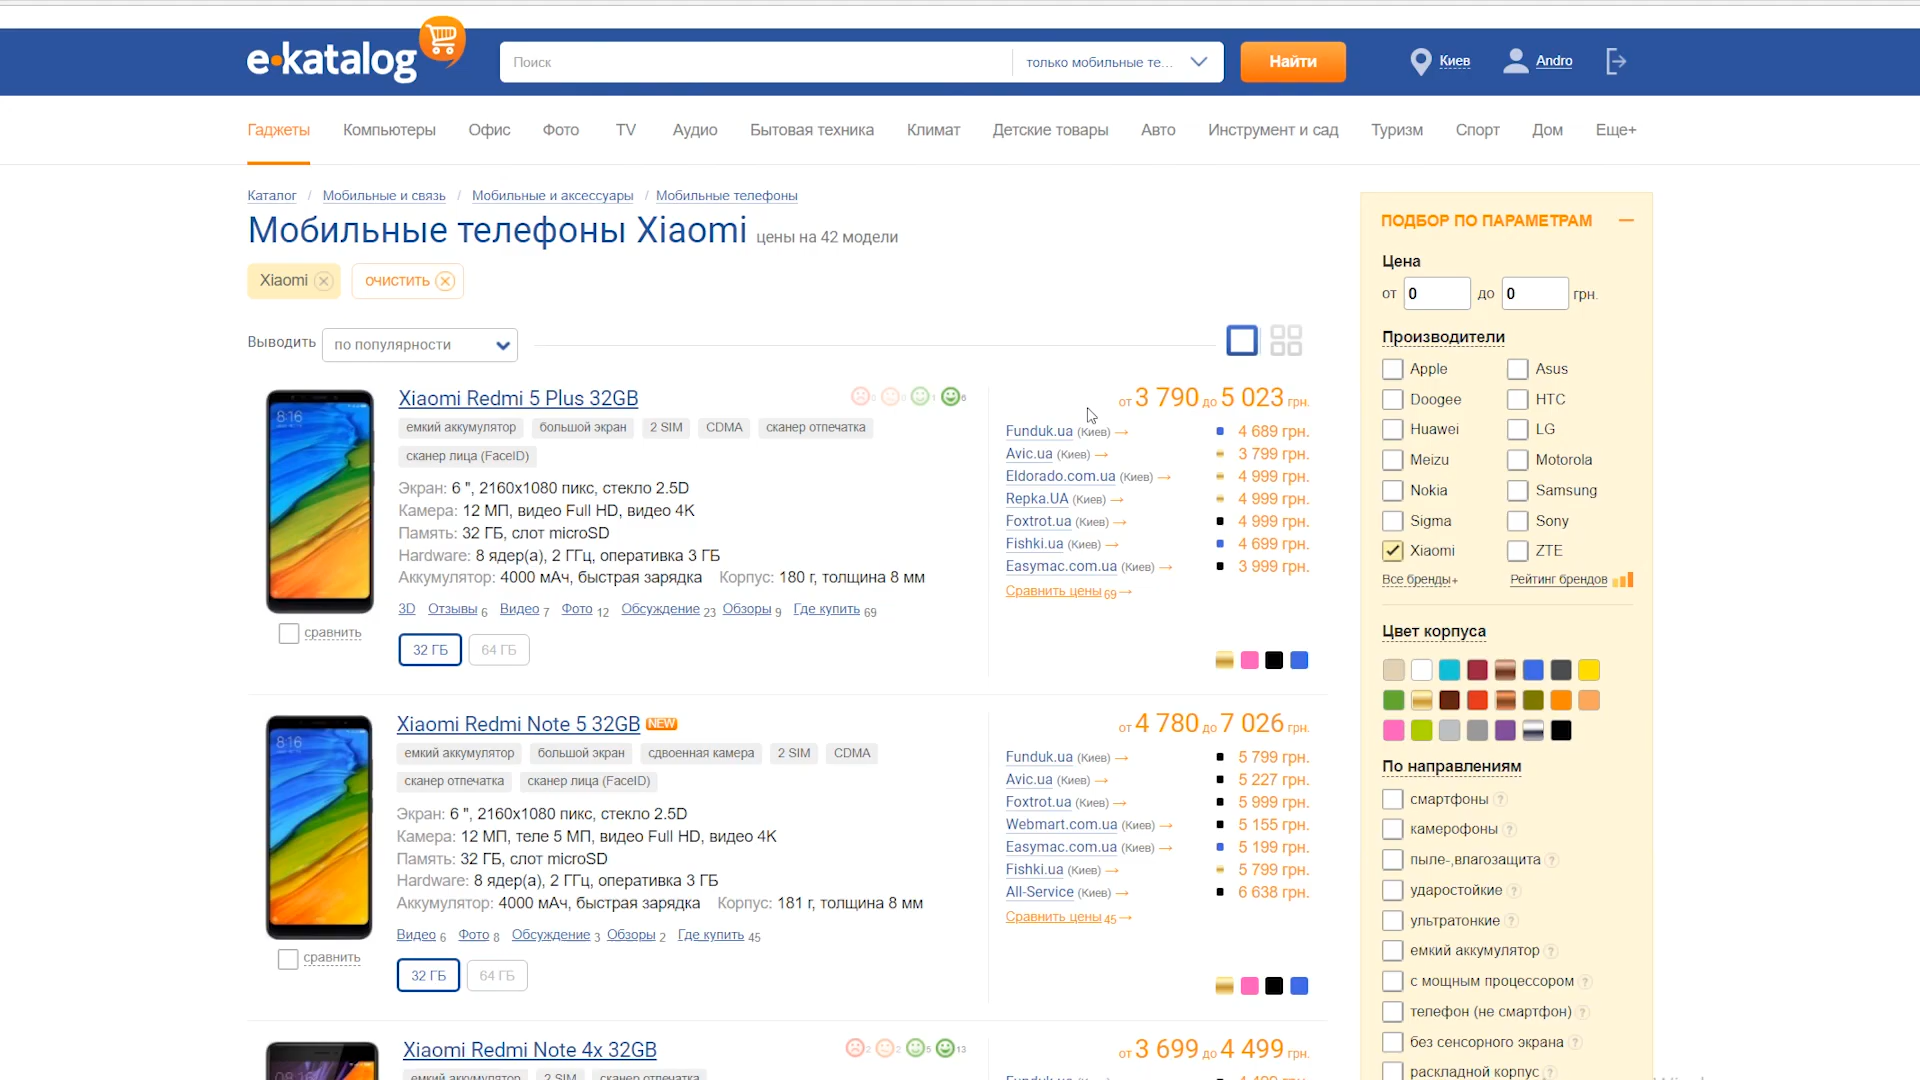 e·katalog
Поиск
только мобильные те...
Найти
Киев
Andro
Гаджеты Компьютеры Офис Фото TV Аудио Бытовая техника Климат Детские товары Авто Инструмент и сад Туризм Спорт Дом Еще+
Каталог / Мобильные и связь / Мобильные и аксессуары / Мобильные телефоны
Мобильные телефоны Xiaomi цены на 42 модели
Xiaomi
очистить
Выводить по популярности
Xiaomi Redmi 5 Plus 32GB
емкий аккумулятор большой экран 2 SIM CDMA сканер отпечатка
сканер лица (FaceID)
Экран: 6 ", 2160x1080 пикс, стекло 2.5D
Камера: 12 МП, видео Full HD, видео 4K
Память: 32 ГБ, слот microSD
Hardware: 8 ядер(а), 2 ГГц, оперативка 3 ГБ
Аккумулятор: 4000 мАч, быстрая зарядка Корпус: 180 г, толщина 8 мм
3D Отзывы 6 Видео 7 Фото 12 Обсуждение 23 Обзоры 9 Где купить 69
сравнить
32 ГБ 64 ГБ
от 3 790 до 5 023 грн.
Funduk.ua (Киев) → 4 689 грн.
Avic.ua (Киев) → 3 799 грн.
Eldorado.com.ua (Киев) → 4 999 грн.
Repka.UA (Киев) → 4 999 грн.
Foxtrot.ua (Киев) → 4 999 грн.
Fishki.ua (Киев) → 4 699 грн.
Easymac.com.ua (Киев) → 3 999 грн.
Сравнить цены 69 →
Xiaomi Redmi Note 5 32GB NEW
емкий аккумулятор большой экран сдвоенная камера 2 SIM CDMA
сканер отпечатка сканер лица (FaceID)
Экран: 6 ", 2160x1080 пикс, стекло 2.5D
Камера: 12 МП, теле 5 МП, видео Full HD, видео 4K
Память: 32 ГБ, слот microSD
Hardware: 8 ядер(а), 2 ГГц, оперативка 3 ГБ
Аккумулятор: 4000 мАч, быстрая зарядка Корпус: 181 г, толщина 8 мм
Видео 6 Фото 8 Обсуждение 3 Обзоры 2 Где купить 45
сравнить
32 ГБ 64 ГБ
от 4 780 до 7 026 грн.
Funduk.ua (Киев) → 5 799 грн.
Avic.ua (Киев) → 5 227 грн.
Foxtrot.ua (Киев) → 5 999 грн.
Webmart.com.ua (Киев) → 5 155 грн.
Easymac.com.ua (Киев) → 5 199 грн.
Fishki.ua (Киев) → 5 799 грн.
All-Service (Киев) → 6 638 грн.
Сравнить цены 45 →
Xiaomi Redmi Note 4x 32GB
2 2 5 13
от 3 699 до 4 499 грн.
емкий аккумулятор 2 SIM сканер отпечатка
ПОДБОР ПО ПАРАМЕТРАМ
Цена
от 0 до 0 грн.
Производители
Apple Asus
Doogee HTC
Huawei LG
Meizu Motorola
Nokia Samsung
Sigma Sony
Xiaomi ZTE
Все бренды+ Рейтинг брендов
Цвет корпуса
По направлениям
смартфоны ?
камерофоны ?
пыле-,влагозащита ?
ударостойкие ?
ультратонкие ?
емкий аккумулятор ?
с мощным процессором ?
телефон (не смартфон) ?
без сенсорного экрана ?
раскладной корпус ?